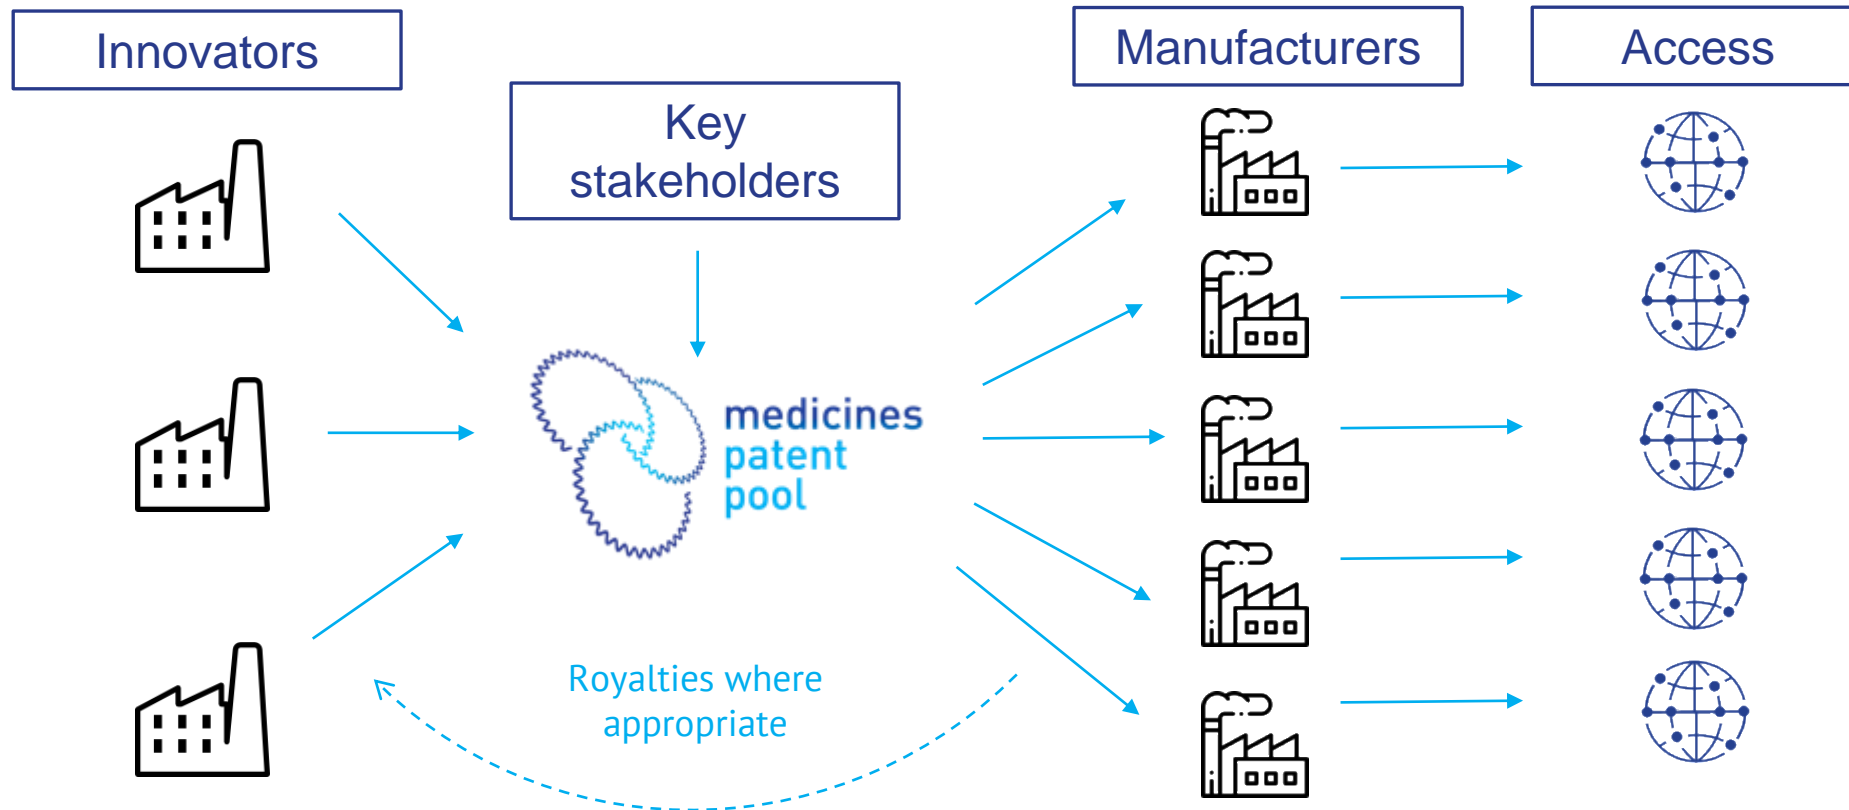 Innovators
Key
stakeholders
Manufacturers
Access
medicines
patent
pool
Royalties where
appropriate